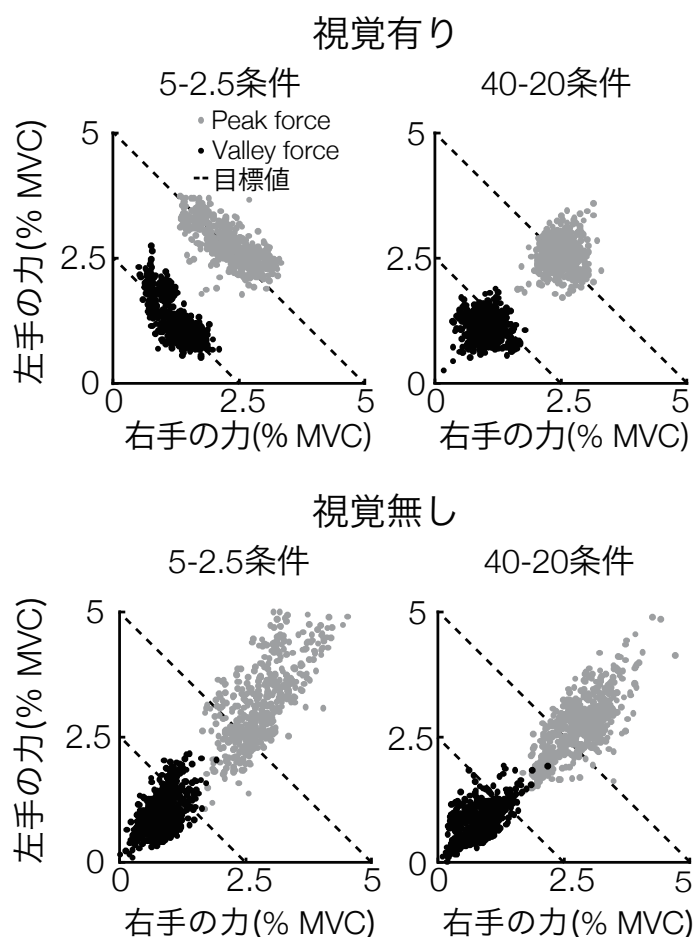 視覚有り
5-2.5条件
40-20条件
Peak force
Valley force
目標値
左手の力(% MVC)
5
2.5
0
0
2.5
5
右手の力(% MVC)
5
2.5
0
0
2.5
5
右手の力(% MVC)
視覚無し
5-2.5条件
40-20条件
左手の力(% MVC)
5
2.5
0
0
2.5
5
右手の力(% MVC)
5
2.5
0
0
2.5
5
右手の力(% MVC)